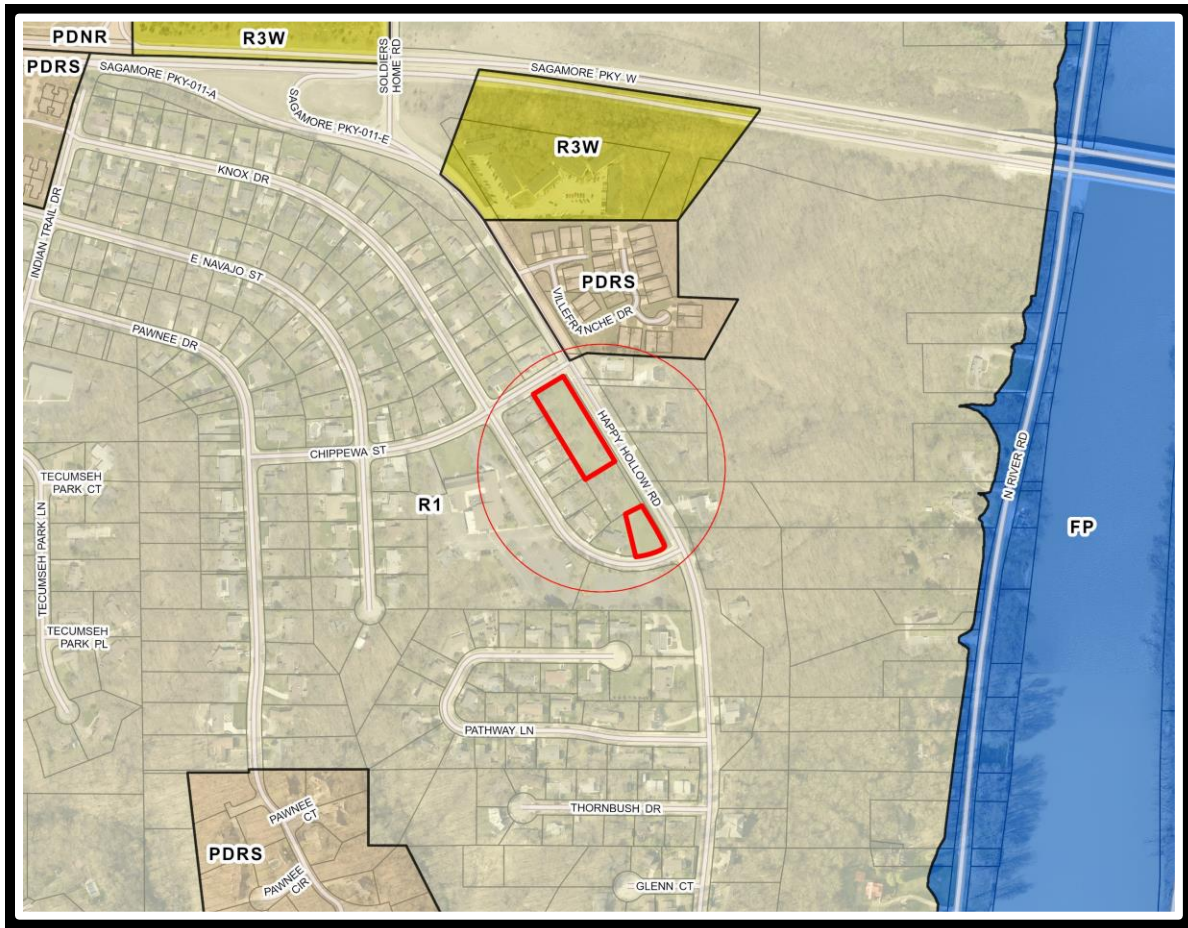 PDNR
R3W
PDRS
SAGAMORE PKY-011-A
SOLDIERS
HOME RD
SAGAMORE PKY W
SAGAMORE PKY-011-E
R3W
KNOX DR
INDIAN TRAIL DR
E NAVAJO ST
PAWNEE DR
PDRS
VILLEFRANCHE DR
HAPPY HOLLOW RD
CHIPPEWA ST
TECUMSEH
PARK CT
R1
N RIVER RD
FP
TECUMSEH PARK LN
TECUMSEH
PARK PL
PATHWAY LN
THORNBUSH DR
PAWNEE
CT
PDRS
PAWNEE
CIR
GLENN CT